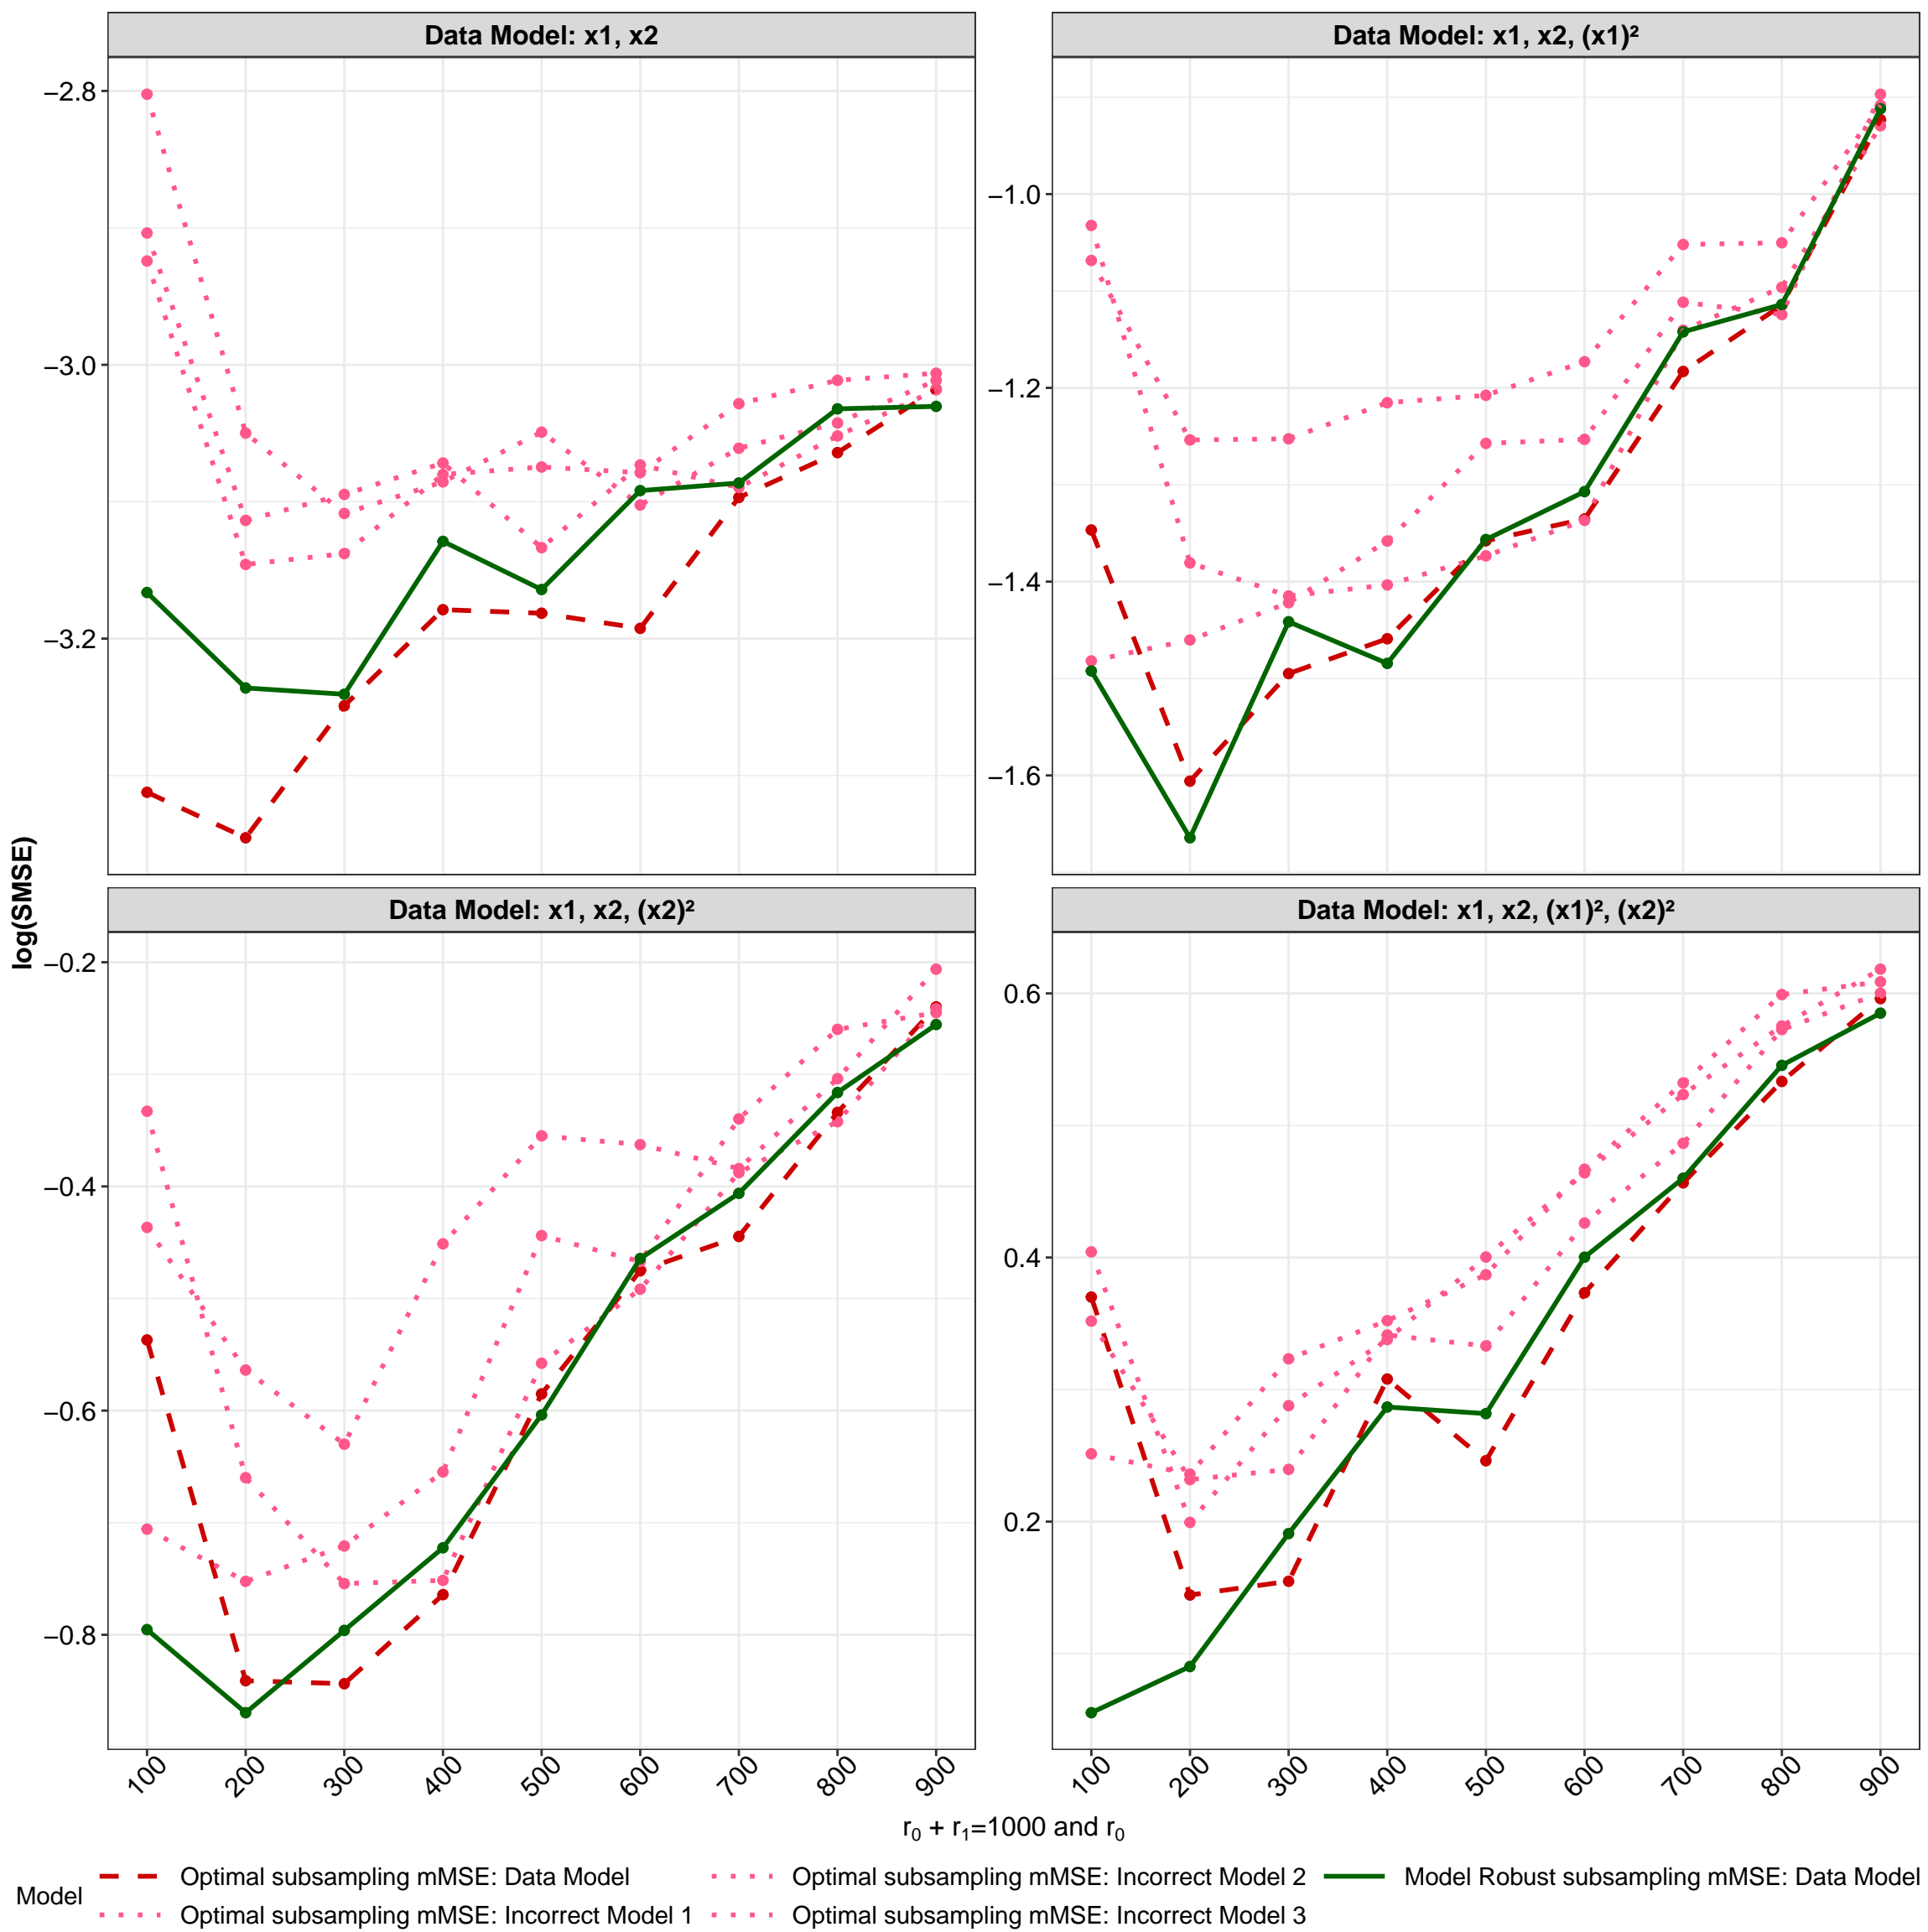 Data Model: x1, x2
Data Model: x1, x2, (x1)²
−2.8
−3.0
−3.2
−1.0
−1.2
−1.4
−1.6
log(SMSE)
Data Model: x1, x2, (x2)²
Data Model: x1, x2, (x1)², (x2)²
−0.2
−0.4
−0.6
−0.8
0.6
0.4
0.2
100 200 300 400 500 600 700 800 900
100 200 300 400 500 600 700 800 900
r₀ + r₁=1000 and r₀
Model
Optimal subsampling mMSE: Data Model
Optimal subsampling mMSE: Incorrect Model 2
Model Robust subsampling mMSE: Data Model
Optimal subsampling mMSE: Incorrect Model 1
Optimal subsampling mMSE: Incorrect Model 3